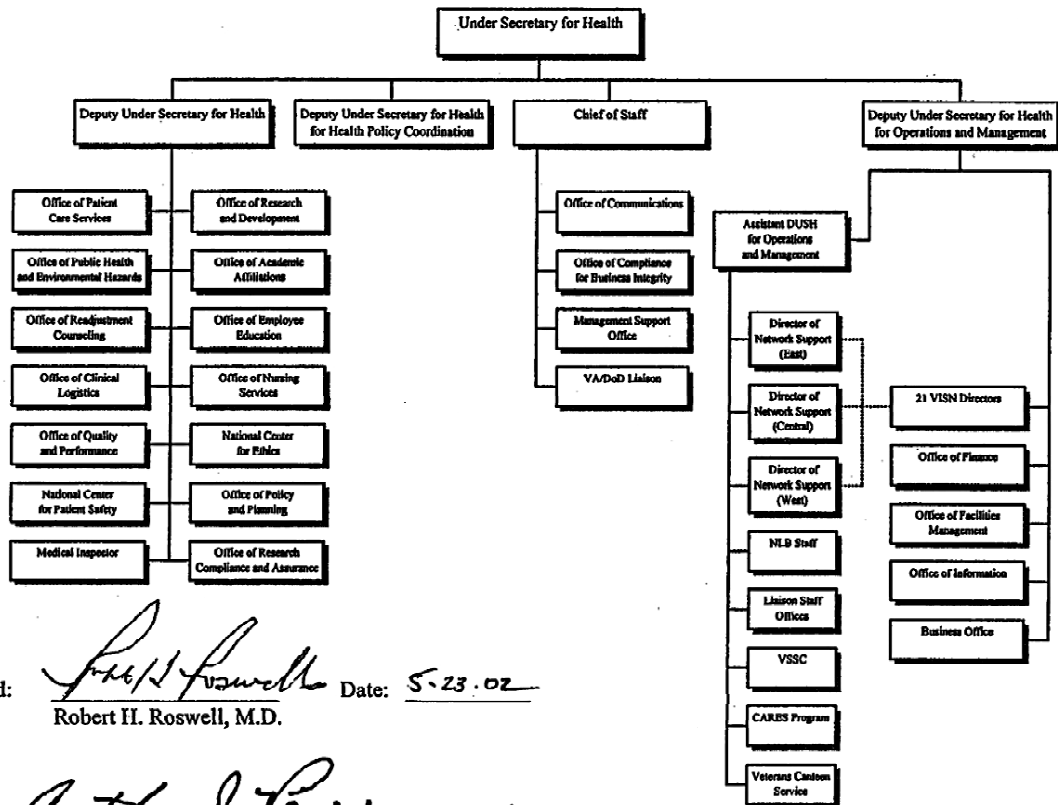 Under Secretary for Health
Deputy Under Secretary for Health
Deputy Under Secretary for Health
for Health Policy Coordination
Chief of Staff
Deputy Under Secretary for Health
for Operations and Management
Office of Patient
Care Services
Office of Research
and Development
Office of Public Health
and Environmental Hazards
Office of Academic
Affiliations
Office of Readjustment
Counseling
Office of Employee
Education
Office of Clinical
Logistics
Office of Nursing
Services
Office of Quality
and Performance
National Center
for Ethics
National Center
for Patient Safety
Office of Policy
and Planning
Medical Inspector
Office of Research
Compliance and Assurance
Office of Communications
Office of Compliance
for Business Integrity
Management Support
Office
VA/DoD Liaison
Assistant DUSH
for Operations
and Management
Director of
Network Support
(East)
Director of
Network Support
(Central)
Director of
Network Support
(West)
NLB Staff
Liaison Staff
Offices
VSSC
CARES Program
Veterans Canteen
Service
21 VISN Directors
Office of Finance
Office of Facilities
Management
Office of Information
Business Office
d:
Date: 5-23-02
Robert H. Roswell, M.D.